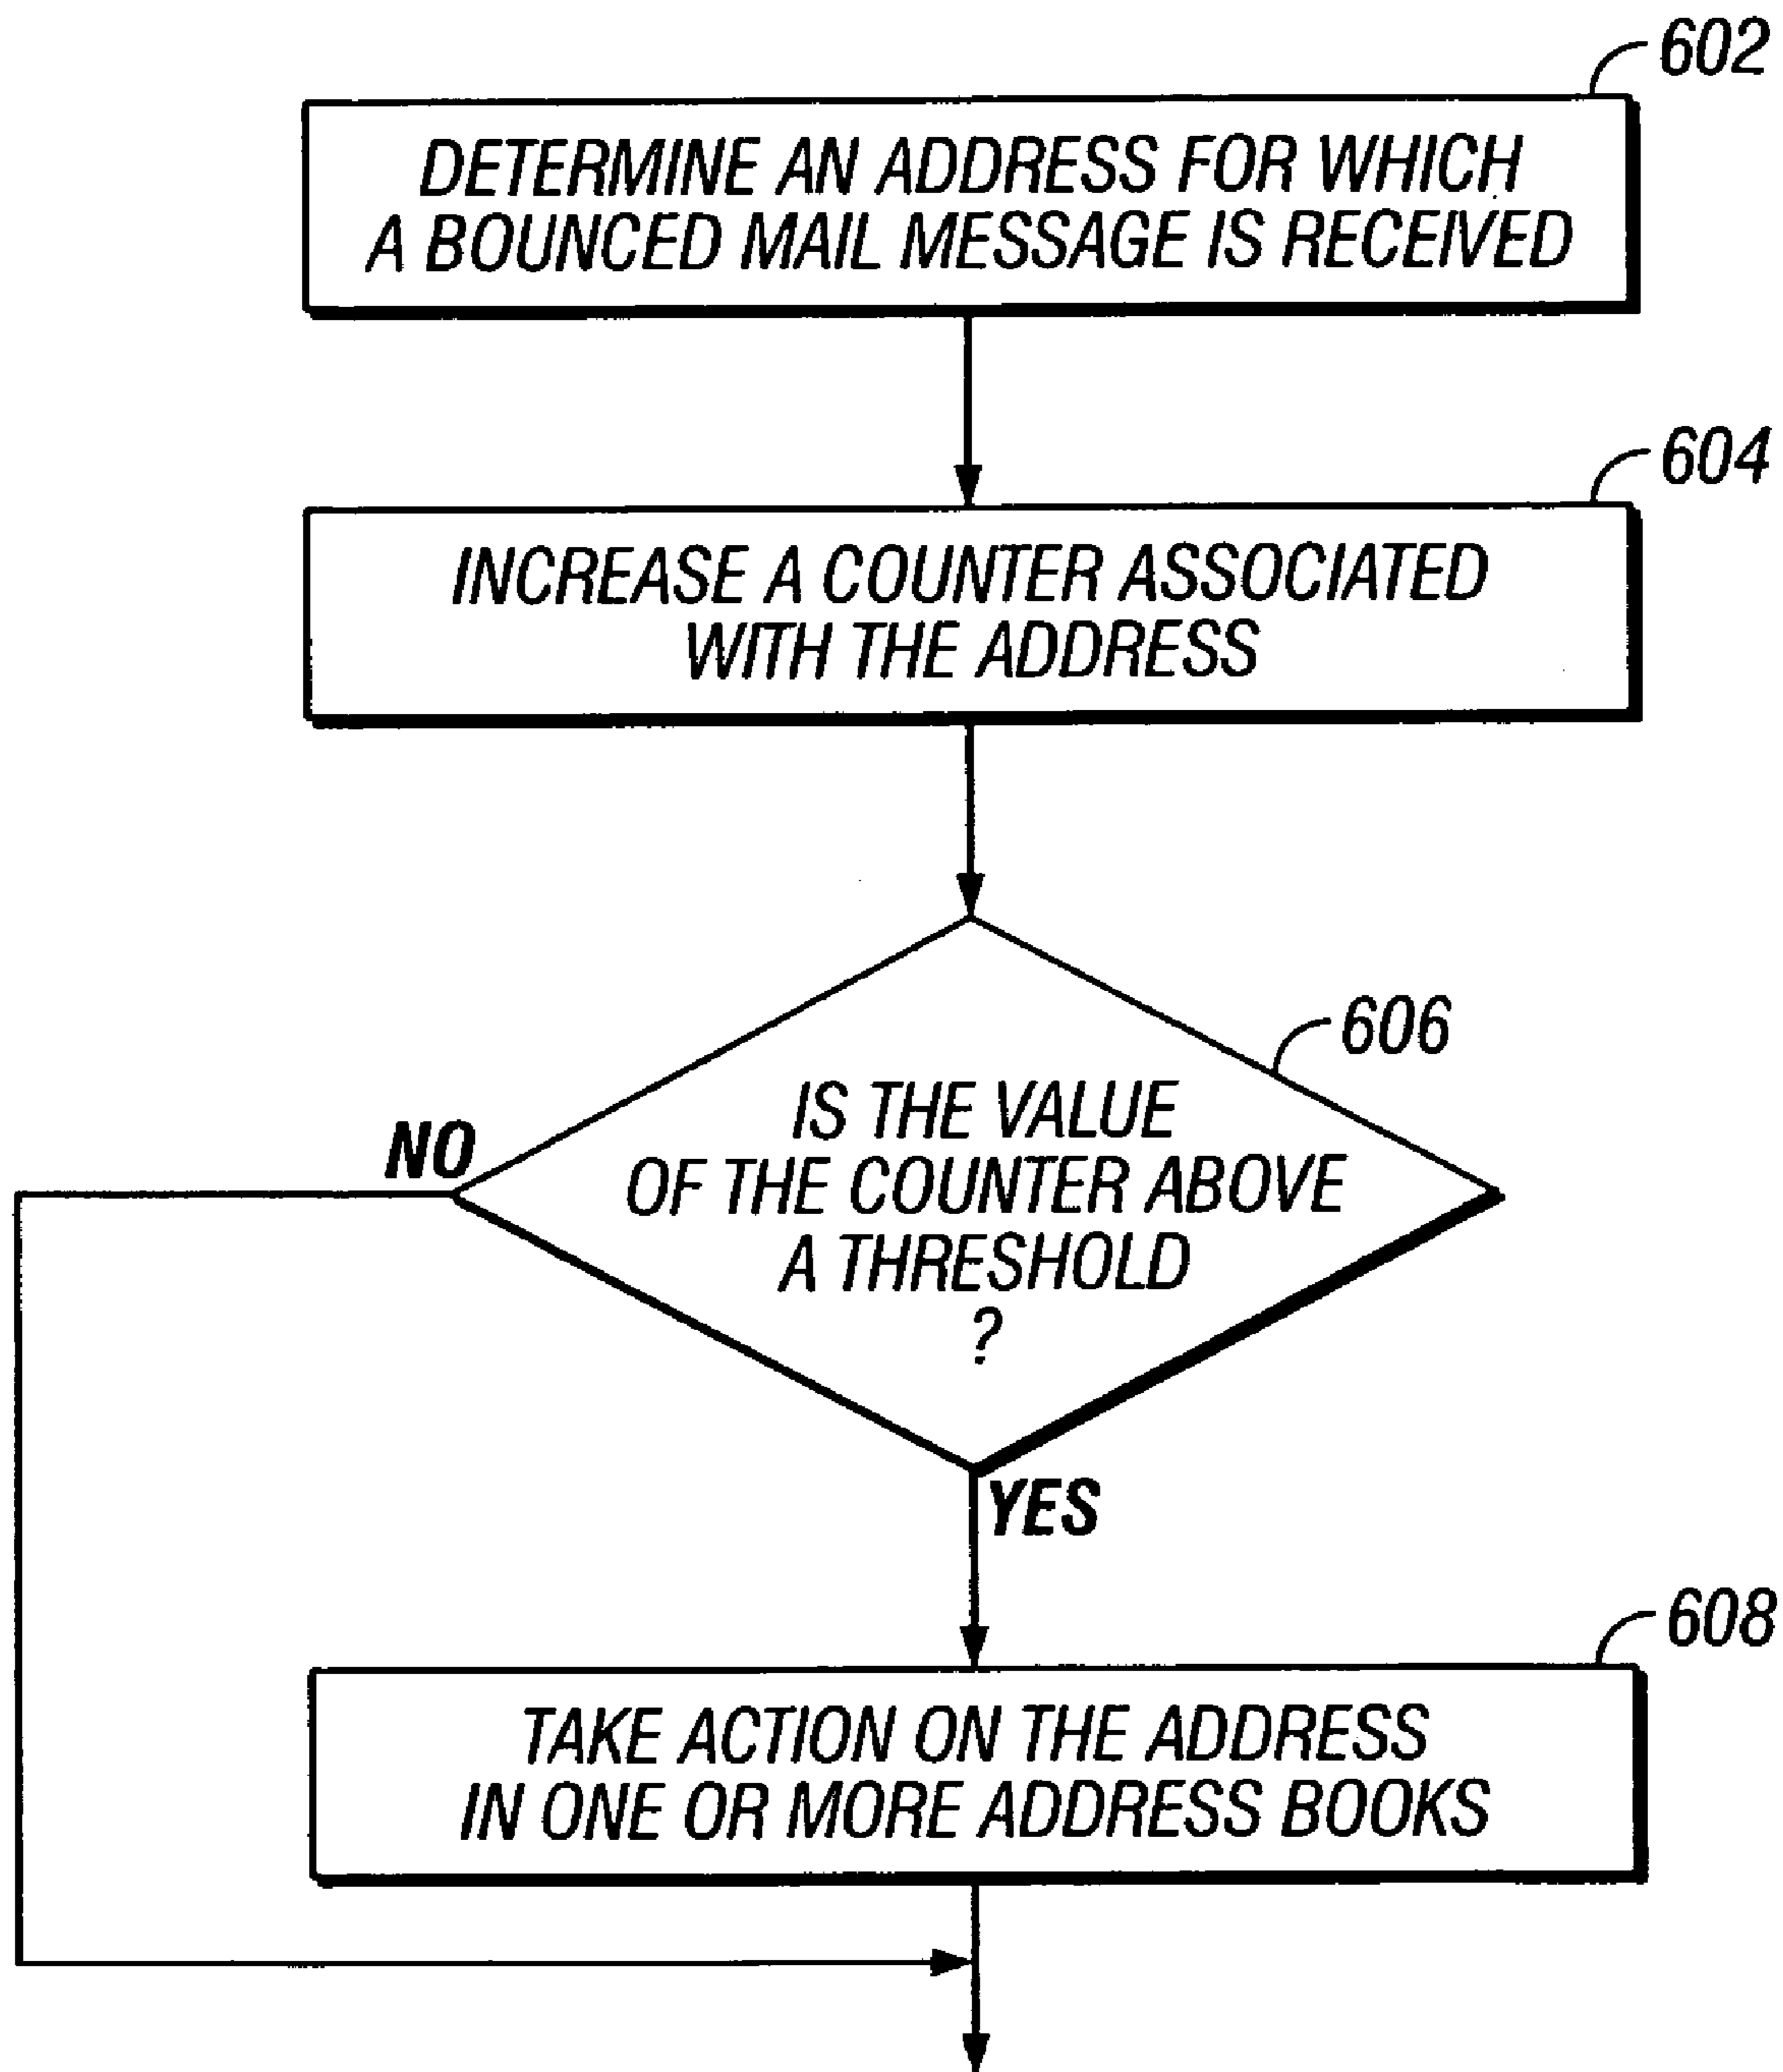 602
DETERMINE AN ADDRESS FOR WHICH
A BOUNCED MAIL MESSAGE IS RECEIVED
604
INCREASE A COUNTER ASSOCIATED
WITH THE ADDRESS
606
IS THE VALUE
OF THE COUNTER ABOVE
A THRESHOLD
?
NO
YES
608
TAKE ACTION ON THE ADDRESS
IN ONE OR MORE ADDRESS BOOKS